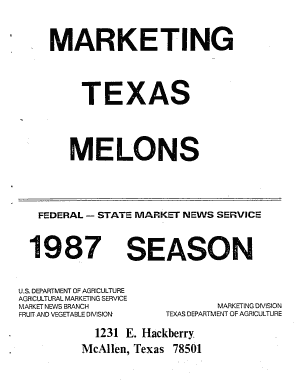 MARKETING
TEXAS
MELONS
FEDERAL — STATE MARKET NEWS SERVICE
1987 SEASON
U.S. DEPARTMENT OF AGRICULTURE
AGRICULTURAL MARKETING SERVICE
MARKET NEWS BRANCH
FRUIT AND VEGETABLE DIVISION
MARKETING DIVISION
TEXAS DEPARTMENT OF AGRICULTURE
1231 E. Hackberry
McAllen, Texas 78501